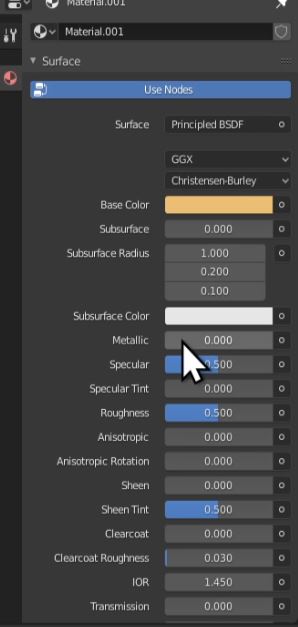 Material.001
Material.001
Surface
Use Nodes
Surface Principled BSDF
GGX
Christensen-Burley
Base Color
Subsurface 0.000
Subsurface Radius 1.000
0.200
0.100
Subsurface Color
Metallic 0.000
Specular 0.500
Specular Tint 0.000
Roughness 0.500
Anisotropic 0.000
Anisotropic Rotation 0.000
Sheen 0.000
Sheen Tint 0.500
Clearcoat 0.000
Clearcoat Roughness 0.030
IOR 1.450
Transmission 0.000